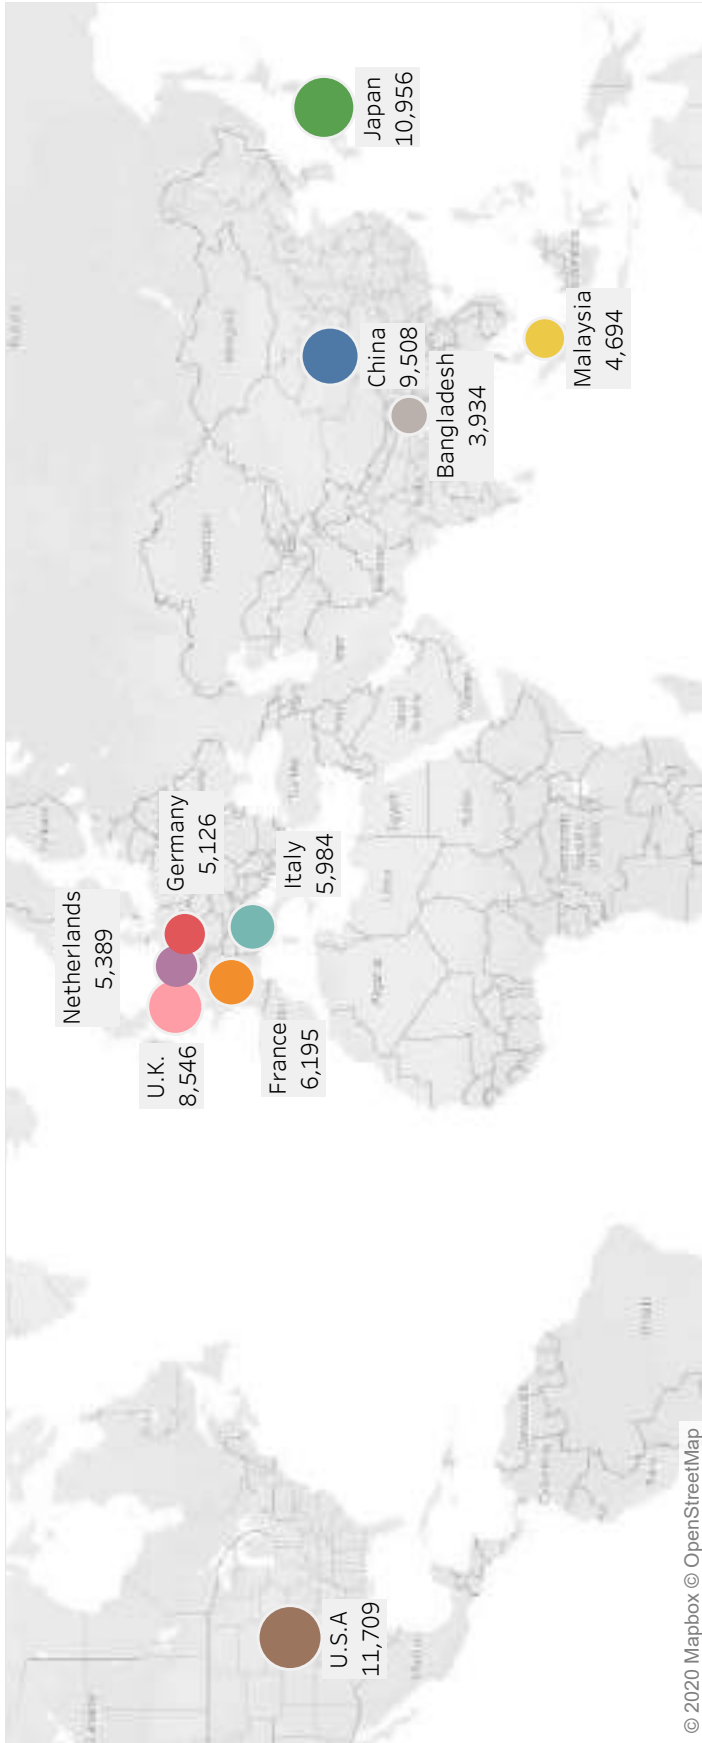 Netherlands
5,389
Germany
5,126
U.K.
8,546
France
6,195
Italy
5,984
Japan
10,956
China
9,508
Bangladesh
3,934
Malaysia
4,694
U.S.A
11,709
© 2020 Mapbox © OpenStreetMap